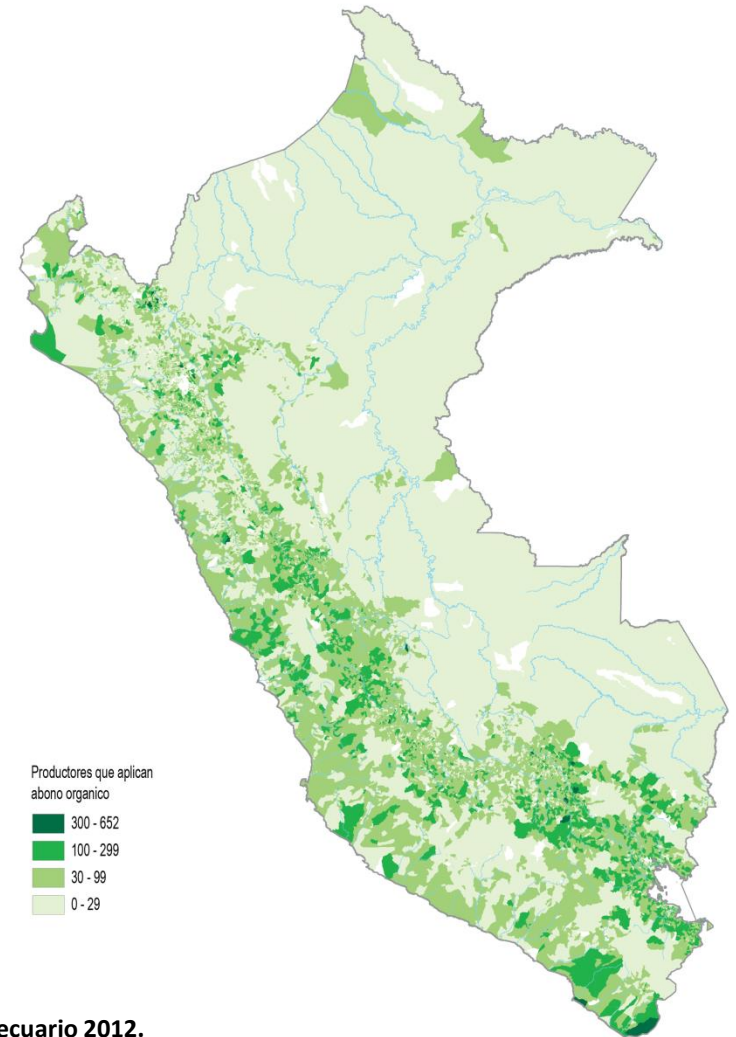 Productores que aplican
abono organico
300 - 652
100 - 299
30 - 99
0 - 29
ecuario 2012.